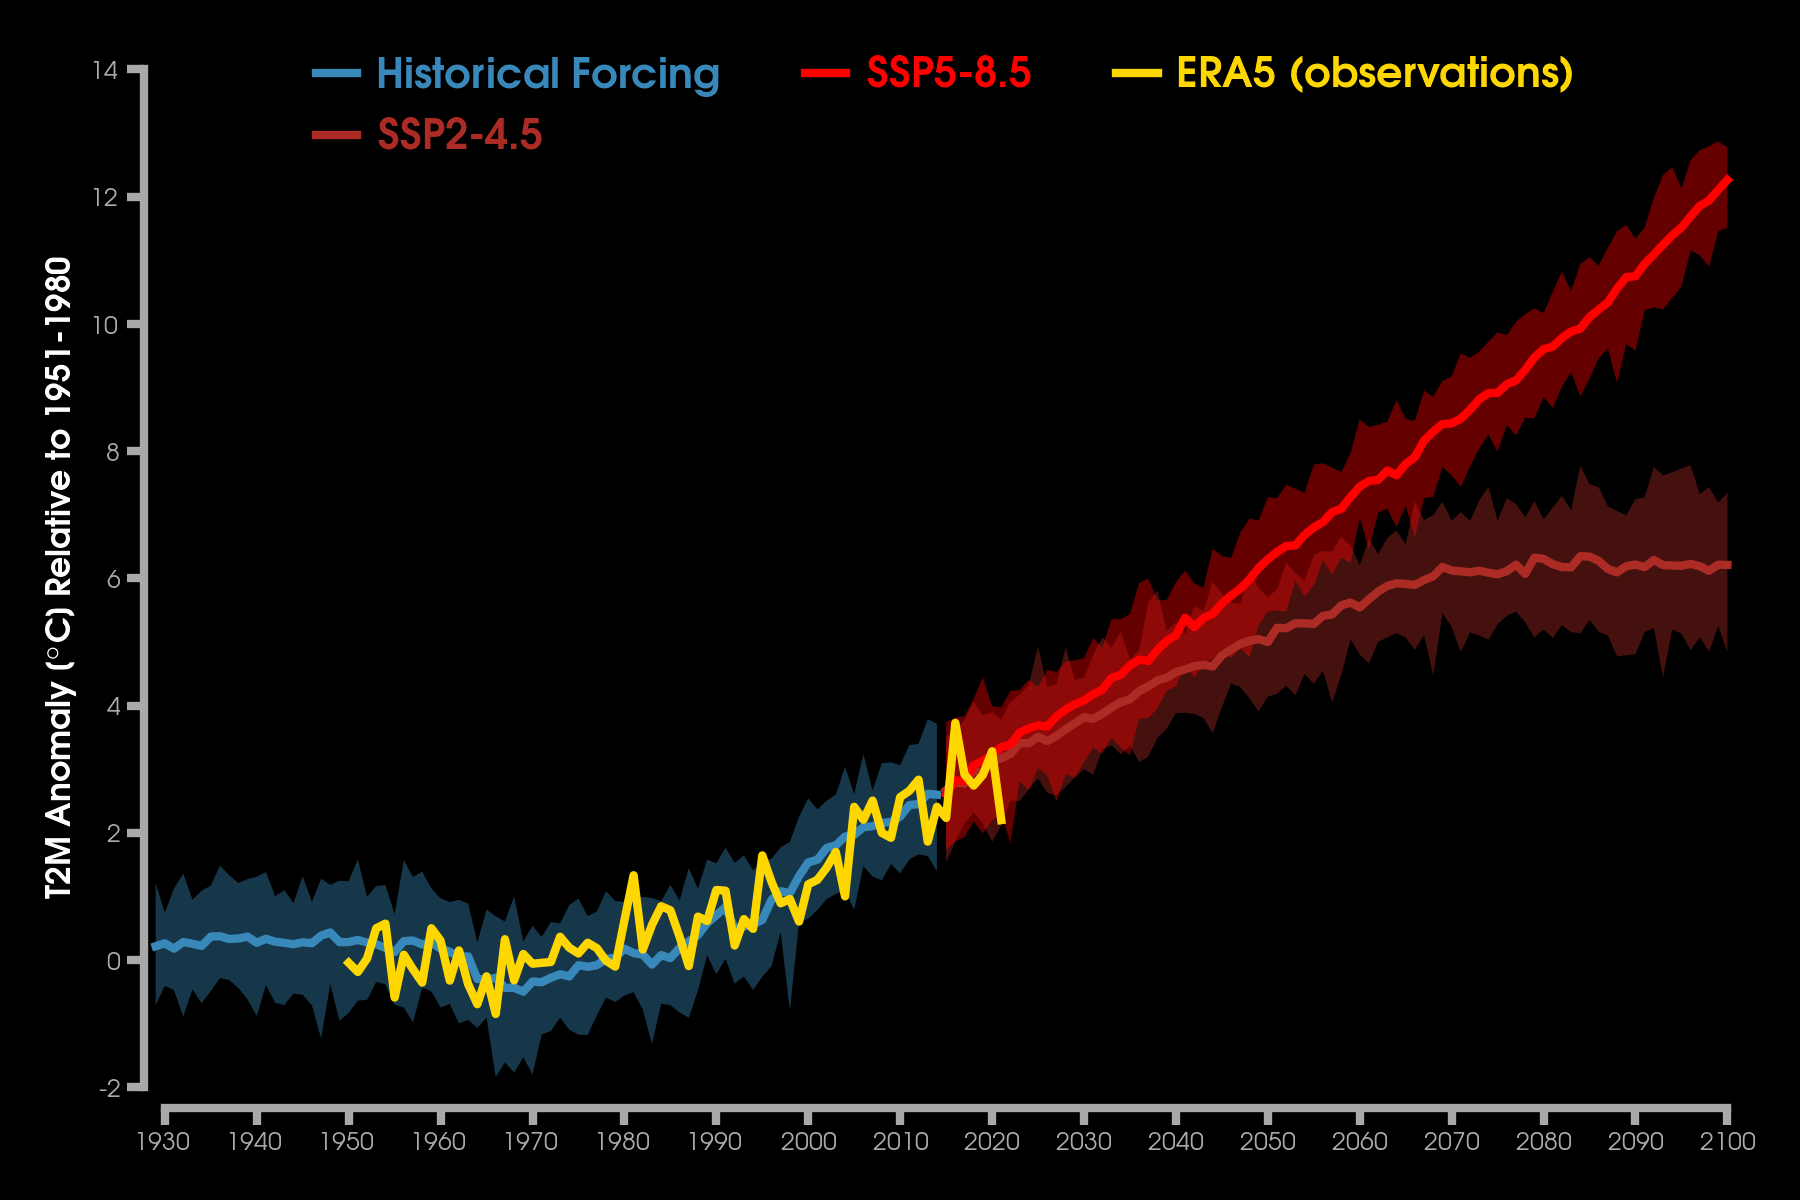 Historical Forcing
SSP5-8.5
ERA5 (observations)
SSP2-4.5
T2M Anomaly (°C) Relative to 1951-1980
14
12
10
8
6
4
2
0
-2
1930 1940 1950 1960 1970 1980 1990 2000 2010 2020 2030 2040 2050 2060 2070 2080 2090 2100